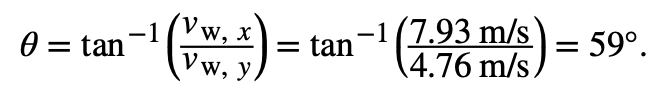 θ = tan⁻¹(v_w, x / v_w, y) = tan⁻¹(7.93 m/s / 4.76 m/s) = 59°.